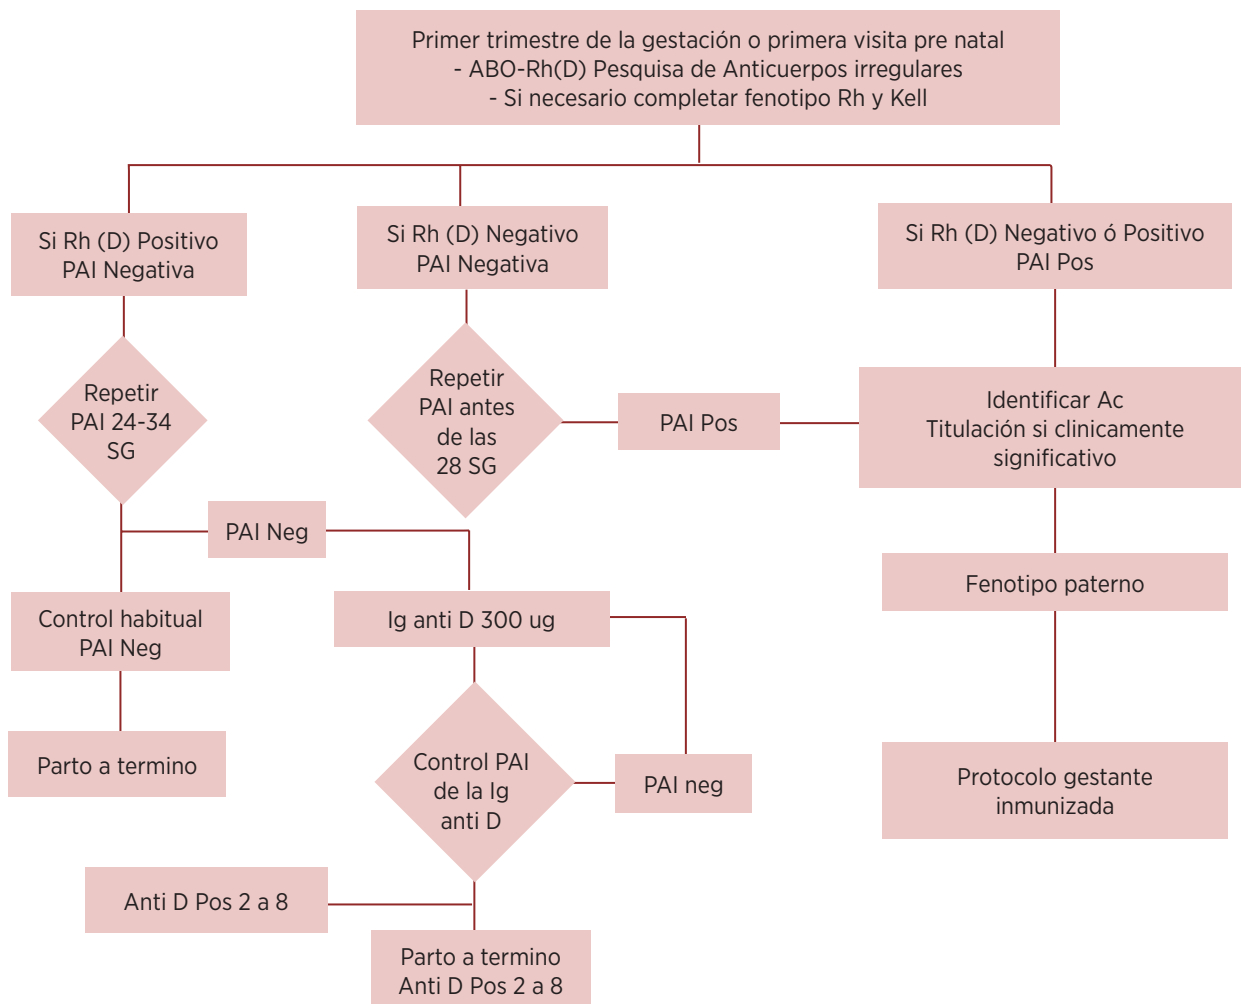 Primer trimestre de la gestación o primera visita pre natal
- ABO-Rh(D) Pesquisa de Anticuerpos irregulares
- Si necesario completar fenotipo Rh y Kell
Si Rh (D) Positivo
PAI Negativa
Si Rh (D) Negativo
PAI Negativa
Si Rh (D) Negativo ó Positivo
PAI Pos
Repetir
PAI 24-34
SG
Repetir
PAI antes
de las
28 SG
PAI Pos
Identificar Ac
Titulación si clinicamente
significativo
PAI Neg
Fenotipo paterno
Control habitual
PAI Neg
Ig anti D 300 ug
Parto a termino
Control PAI
de la Ig
anti D
PAI neg
Protocolo gestante
inmunizada
Anti D Pos 2 a 8
Parto a termino
Anti D Pos 2 a 8